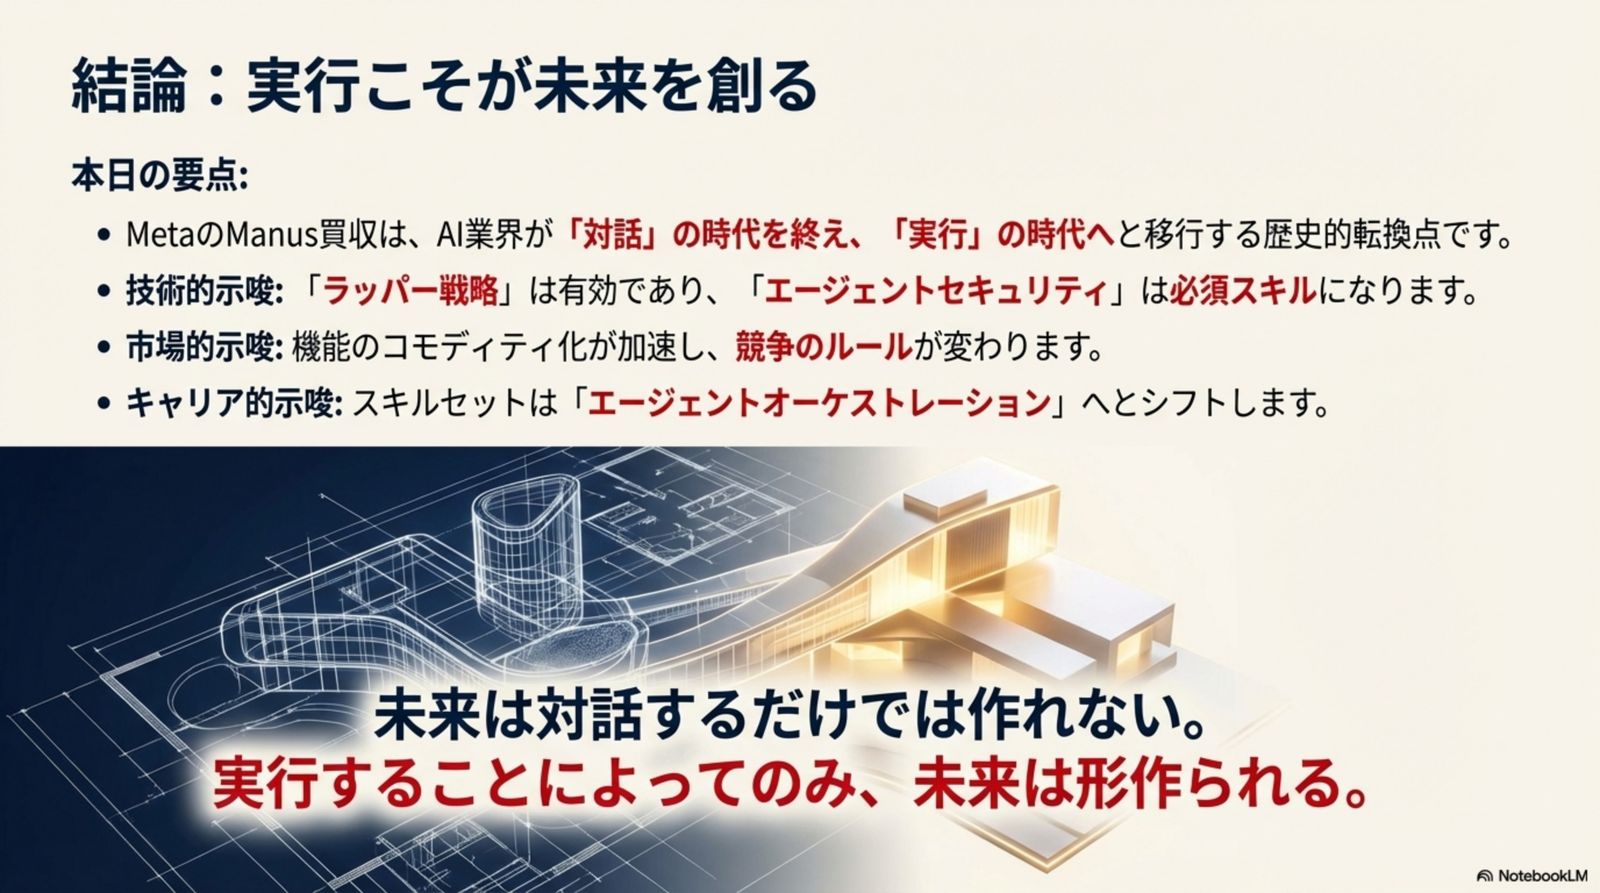 結論：実行こそが未来を創る
本日の要点:
• MetaのManus買収は、AI業界が「対話」の時代を終え、「実行」の時代へと移行する歴史的転換点です。
• 技術的示唆: 「ラッパー戦略」は有効であり、「エージェントセキュリティ」は必須スキルになります。
• 市場的示唆: 機能のコモディティ化が加速し、競争のルールが変わります。
• キャリア的示唆: スキルセットは「エージェントオーケストレーション」へとシフトします。
未来は対話するだけでは作れない。
実行することによってのみ、未来は形作られる。
NotebookLM